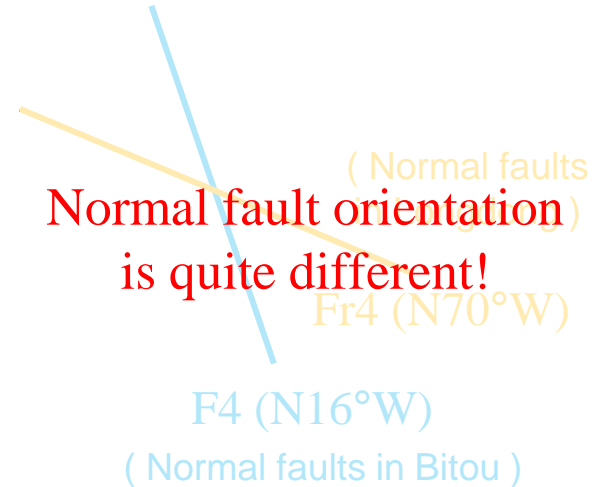 ( Normal faults
)
Normal fault orientation
is quite different!
Fr4 (N70°W)
F4 (N16°W)
( Normal faults in Bitou )